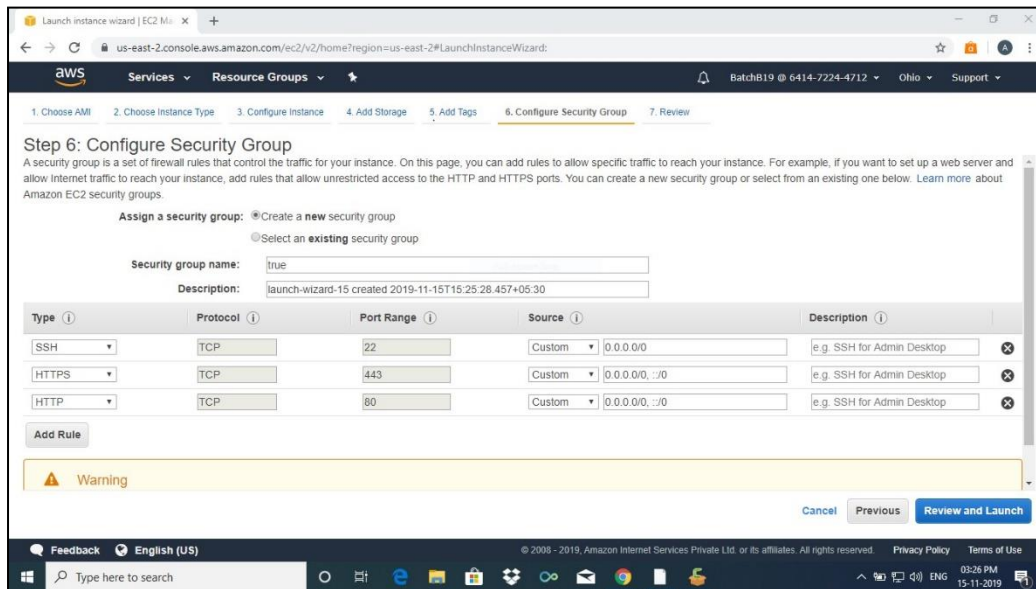 Launch instance wizard | EC2 Ma
us-east-2.console.aws.amazon.com/ec2/v2/home?region=us-east-2#LaunchInstanceWizard:
A
aws Services Resource Groups BatchB19 @ 6414-7224-4712 Ohio Support
1. Choose AMI 2. Choose Instance Type 3. Configure Instance 4. Add Storage 5. Add Tags 6. Configure Security Group 7. Review
Step 6: Configure Security Group
A security group is a set of firewall rules that control the traffic for your instance. On this page, you can add rules to allow specific traffic to reach your instance. For example, if you want to set up a web server and
allow Internet traffic to reach your instance, add rules that allow unrestricted access to the HTTP and HTTPS ports. You can create a new security group or select from an existing one below. Learn more about
Amazon EC2 security groups.
Assign a security group: Create a new security group
Select an existing security group
Security group name: true
Description: launch-wizard-15 created 2019-11-15T15:25:28.457+05:30
Type Protocol Port Range Source Description
SSH TCP 22 Custom 0.0.0.0/0 e.g. SSH for Admin Desktop
HTTPS TCP 443 Custom 0.0.0.0/0, ::/0 e.g. SSH for Admin Desktop
HTTP TCP 80 Custom 0.0.0.0/0, ::/0 e.g. SSH for Admin Desktop
Add Rule
Warning
Cancel Previous Review and Launch
Feedback English (US) © 2008 - 2019, Amazon Internet Services Private Ltd. or its affiliates. All rights reserved. Privacy Policy Terms of Use
Type here to search ENG 03:26 PM
15-11-2019